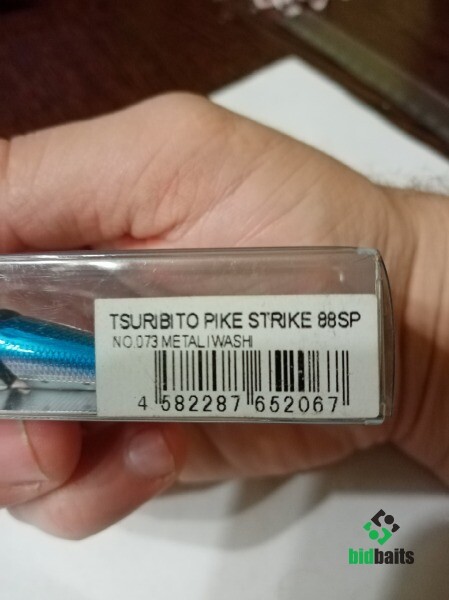 TSURIBITO PIKE STRIKE 88SP
NO.073 METAL IWASHI
4 582287 652067
bidbaits